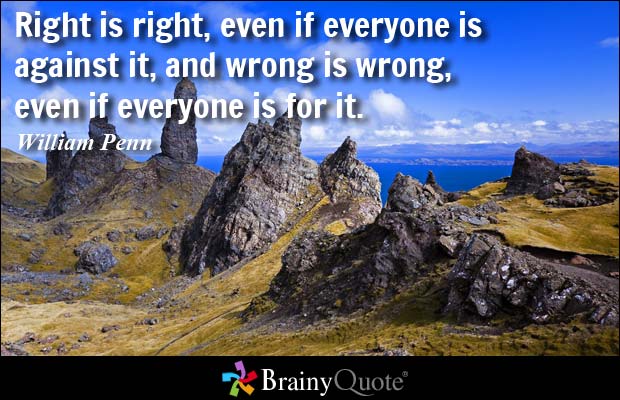 Right is right, even if everyone is
against it, and wrong is wrong,
even if everyone is for it.
William Penn
BrainyQuote®